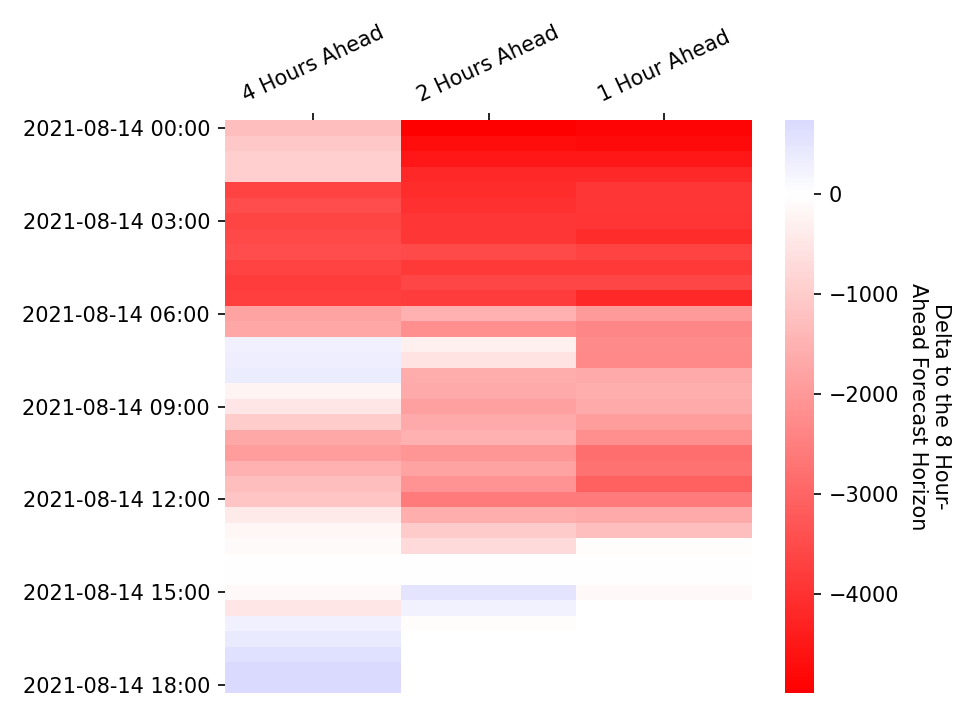 4 Hours Ahead
2 Hours Ahead
1 Hour Ahead
2021-08-14 00:00
2021-08-14 03:00
2021-08-14 06:00
2021-08-14 09:00
2021-08-14 12:00
2021-08-14 15:00
2021-08-14 18:00
0
−1000
−2000
−3000
−4000
Delta to the 8 Hour-
Ahead Forecast Horizon